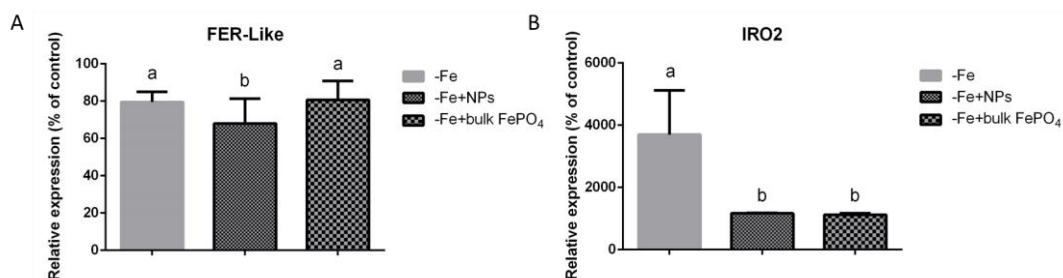 A
FER-Like
Relative expression (% of control)
100
80
60
40
20
0
a
b
a
-Fe
-Fe+NPs
-Fe+bulk FePO₄
B
IRO2
Relative expression (% of control)
6000
4000
2000
0
a
b
b
-Fe
-Fe+NPs
-Fe+bulk FePO₄